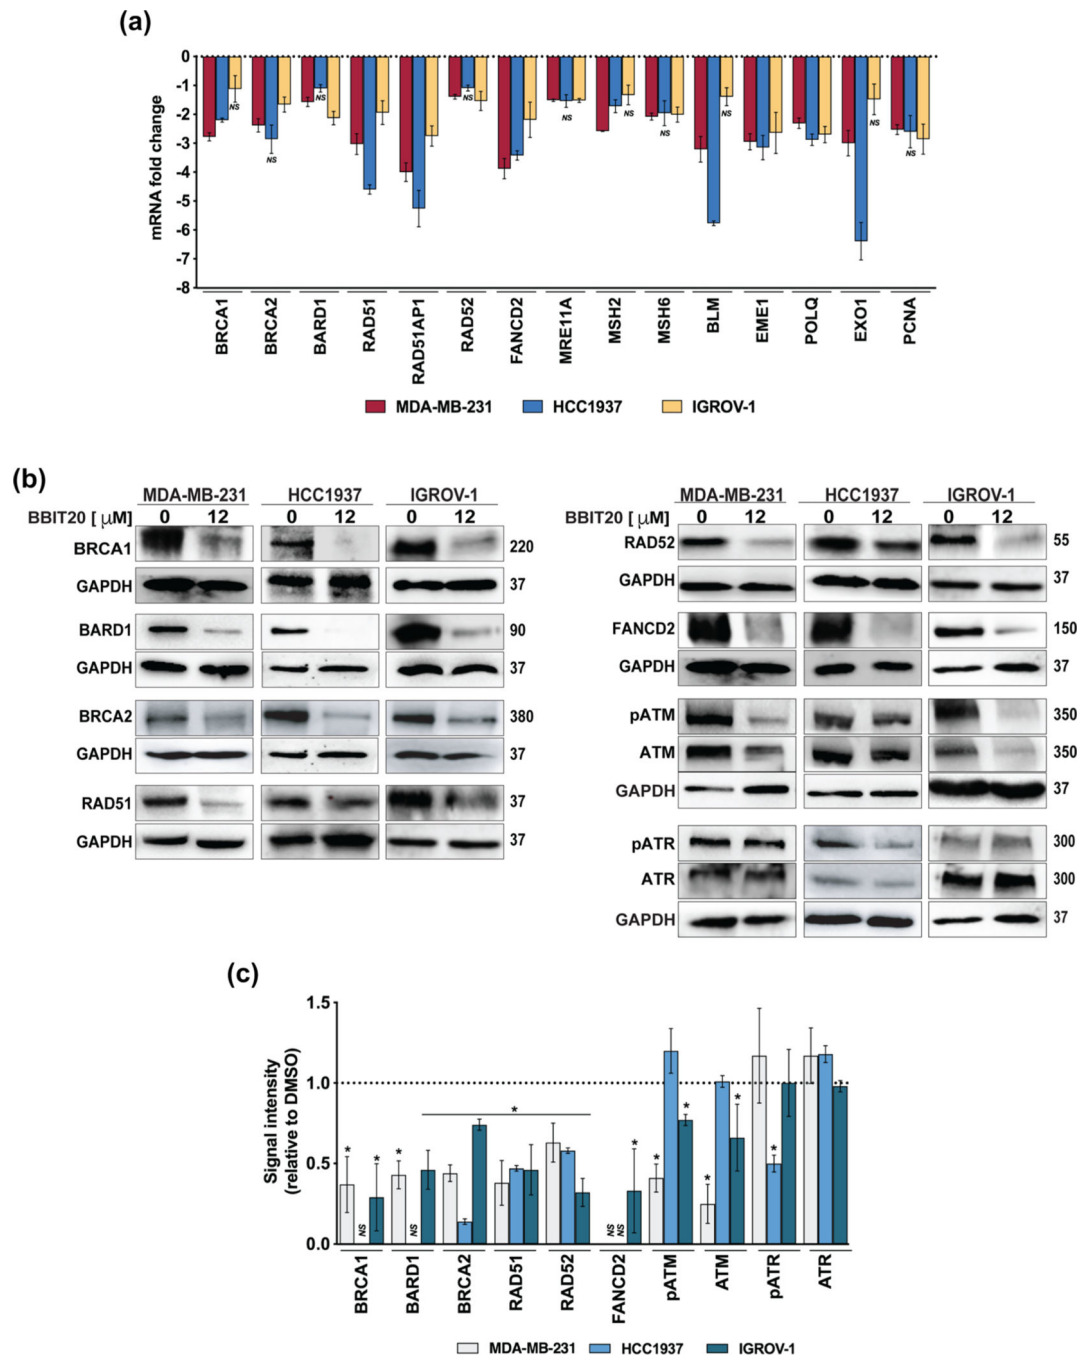 (a)
0
-1
-2
-3
-4
-5
-6
-7
-8
mRNA fold change
NS
NS
NS
NS
NS
NS
NS
NS
NS
NS
BRCA1
BRCA2
BARD1
RAD51
RAD51AP1
RAD52
FANCD2
MRE11A
MSH2
MSH6
BLM
EME1
POLQ
EXO1
PCNA
MDA-MB-231 HCC1937 IGROV-1
(b)
MDA-MB-231 HCC1937 IGROV-1
BBIT20 [ μM] 0 12 0 12 0 12
BRCA1 220
GAPDH 37
BARD1 90
GAPDH 37
BRCA2 380
GAPDH 37
RAD51 37
GAPDH 37
MDA-MB-231 HCC1937 IGROV-1
BBIT20 [ μM] 0 12 0 12 0 12
RAD52 55
GAPDH 37
FANCD2 150
GAPDH 37
pATM 350
ATM 350
GAPDH 37
pATR 300
ATR 300
GAPDH 37
(c)
Signal intensity
(relative to DMSO)
1.5
1.0
0.5
0.0
*
NS
*
*
NS
*
NS
NS
*
*
*
*
*
*
BRCA1
BARD1
BRCA2
RAD51
RAD52
FANCD2
pATM
ATM
pATR
ATR
MDA-MB-231 HCC1937 IGROV-1